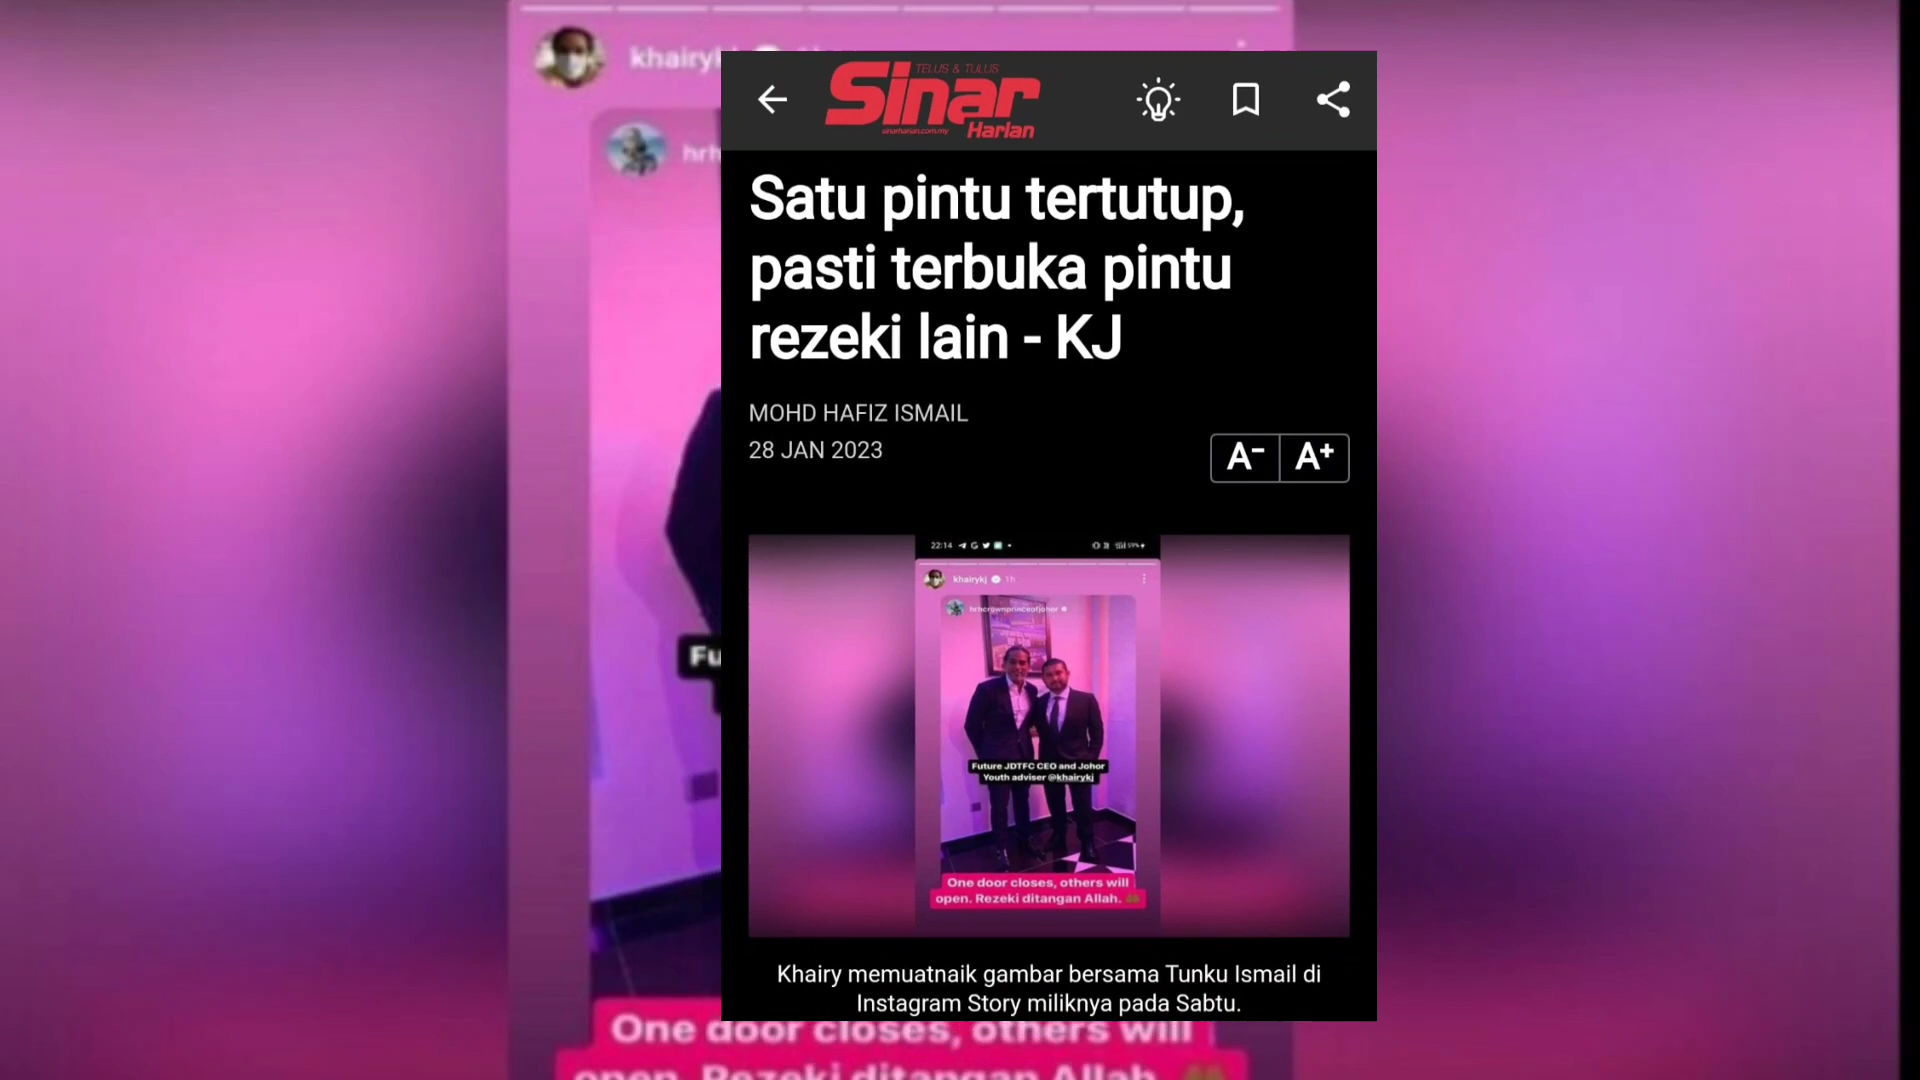 khairyk
hrh
Fu
One door closes, others will
open. Rezeki ditangan Allah.
TELUS & TULUS
Sinar
Harian
sinarharian.com.my
Satu pintu tertutup,
pasti terbuka pintu
rezeki lain - KJ
MOHD HAFIZ ISMAIL
28 JAN 2023
A- A+
22:14
59%
khairykj 1h
hrhcrownprinceofjohor
Future JDTFC CEO and Johor
Youth adviser @khairykj
One door closes, others will
open. Rezeki ditangan Allah.
Khairy memuatnaik gambar bersama Tunku Ismail di
Instagram Story miliknya pada Sabtu.